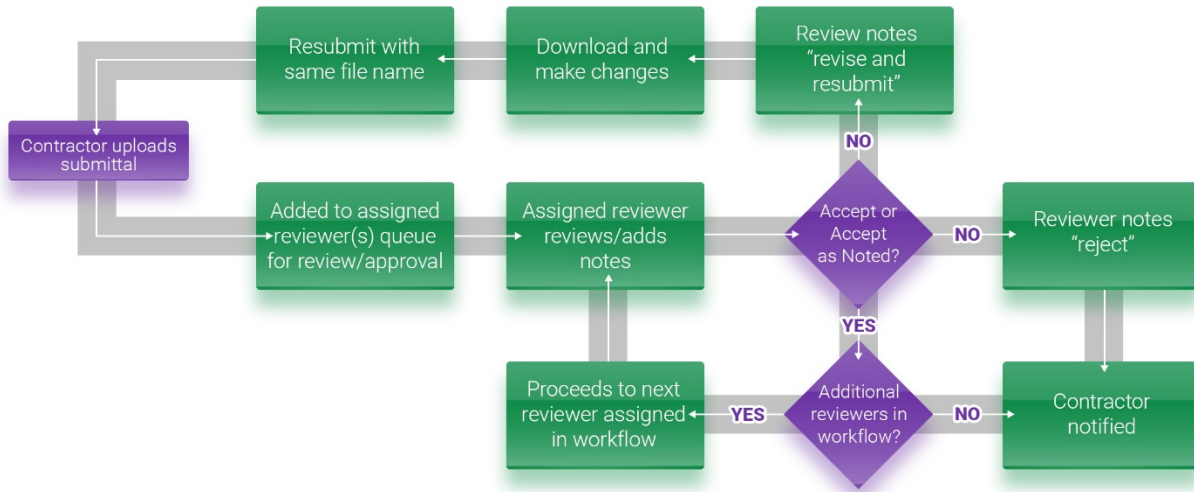 Resubmit with
same file name
Download and
make changes
Review notes
“revise and
resubmit”
NO
Contractor uploads
submittal
Added to assigned
reviewer(s) queue
for review/approval
Assigned reviewer
reviews/adds
notes
Accept or
Accept
as Noted?
NO
Reviewer notes
“reject”
YES
Proceeds to next
reviewer assigned
in workflow
YES
Additional
reviewers in
workflow?
NO
Contractor
notified